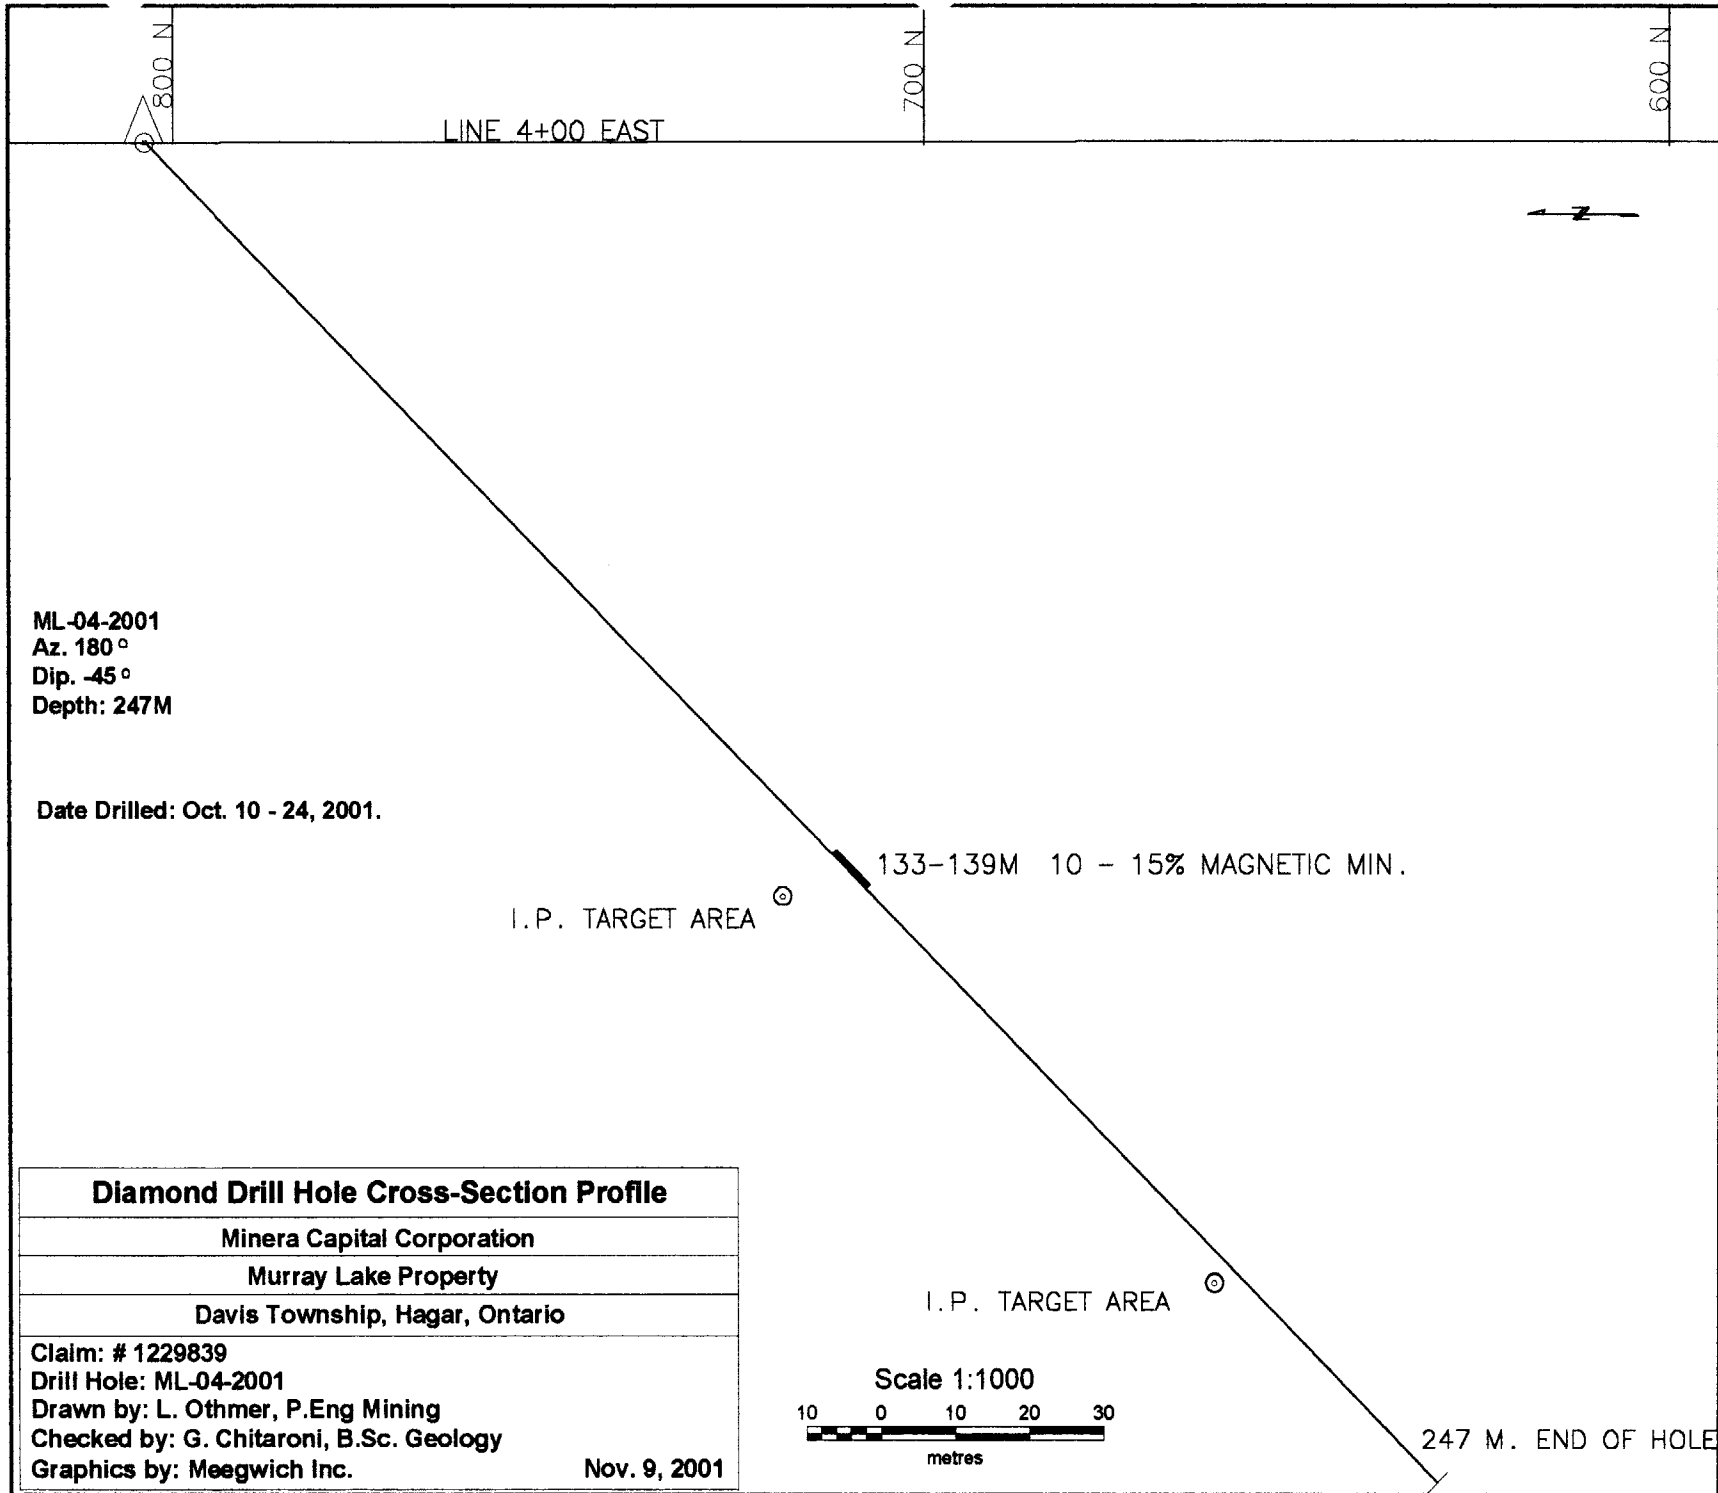 800 N
700 N
600 N
LINE 4+00 EAST
N
ML-04-2001
Az. 180°
Dip. -45°
Depth: 247M
Date Drilled: Oct. 10 - 24, 2001.
133-139M 10 - 15% MAGNETIC MIN.
I.P. TARGET AREA
I.P. TARGET AREA
247 M. END OF HOLE
Diamond Drill Hole Cross-Section Profile
Minera Capital Corporation
Murray Lake Property
Davis Township, Hagar, Ontario
Claim: # 1229839
Drill Hole: ML-04-2001
Drawn by: L. Othmer, P.Eng Mining
Checked by: G. Chitaroni, B.Sc. Geology
Graphics by: Meegwich Inc. Nov. 9, 2001
Scale 1:1000
10 0 10 20 30
metres